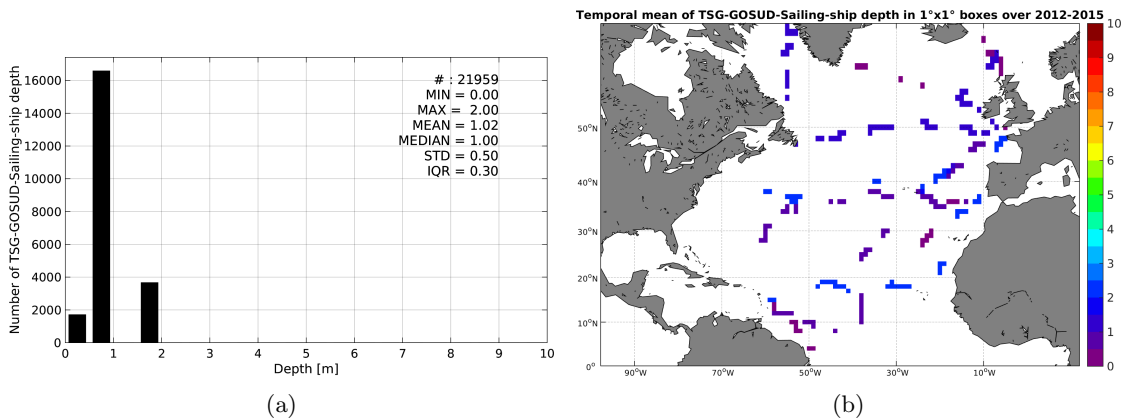 Temporal mean of TSG-GOSUD-Sailing-ship depth in 1°x1° boxes over 2012-2015
Number of TSG-GOSUD-Sailing-ship depth
16000
14000
12000
10000
8000
6000
4000
2000
0
# : 21959
MIN = 0.00
MAX = 2.00
MEAN = 1.02
MEDIAN = 1.00
STD = 0.50
IQR = 0.30
0 1 2 3 4 5 6 7 8 9 10
Depth [m]
(a)
50°N
40°N
30°N
20°N
10°N
0°
90°W 70°W 50°W 30°W 10°W
10
9
8
7
6
5
4
3
2
1
0
(b)